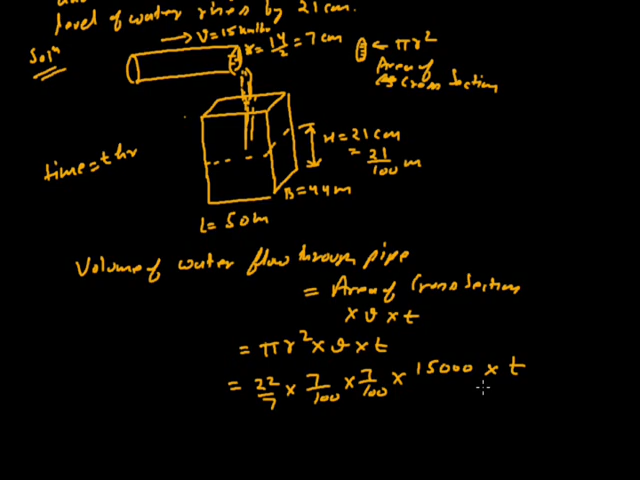 level of water rises by 21 cm.
Solⁿ
V = 15 km/hr
r = 14/2 = 7 cm
← πr²
Area of
Cross Section
time = t hr
H = 21 cm
= 21/100 m
B = 44 m
L = 50 m
Volume of water flow through pipe
= Area of Cross Section
× v × t
= πr² × v × t
= 22/7 × 7/100 × 7/100 × 15000 × t